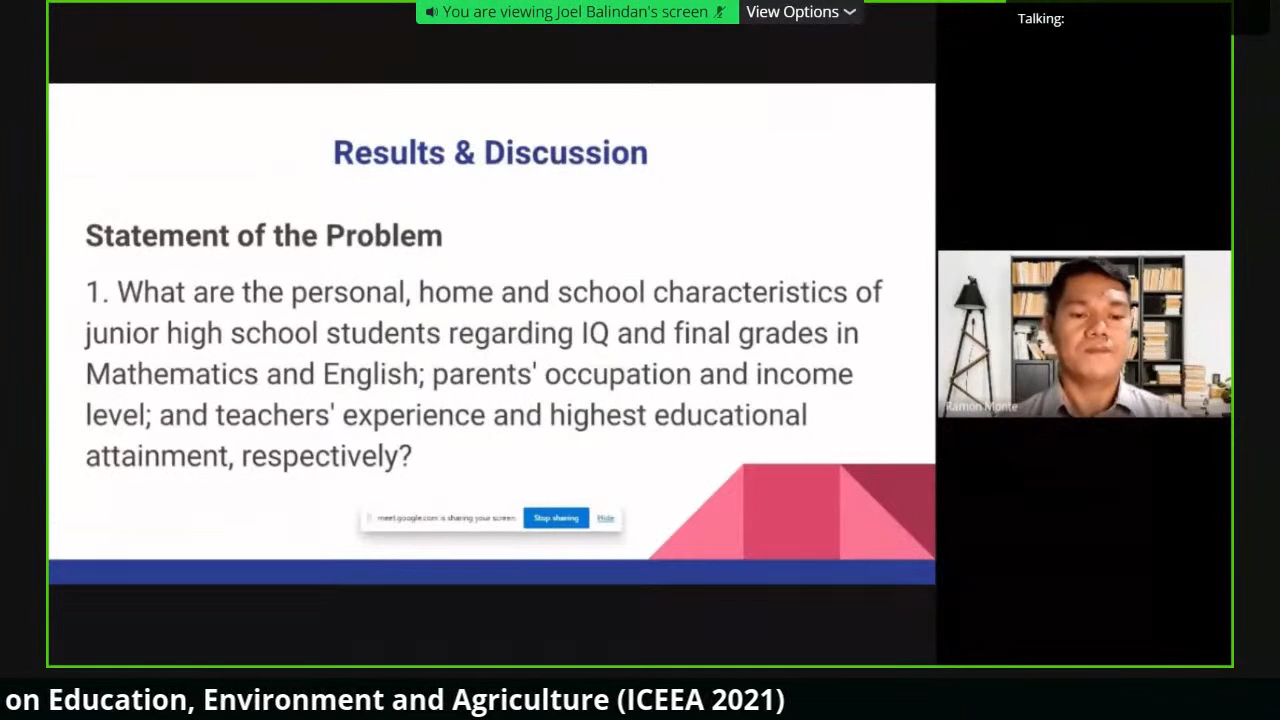 You are viewing Joel Balindan's screen
View Options
Talking:
Results & Discussion
Statement of the Problem
1. What are the personal, home and school characteristics of
junior high school students regarding IQ and final grades in
Mathematics and English; parents' occupation and income
level; and teachers' experience and highest educational
attainment, respectively?
meet.google.com is sharing your screen.
Stop sharing
Hide
Ramon Monte
on Education, Environment and Agriculture (ICEEA 2021)